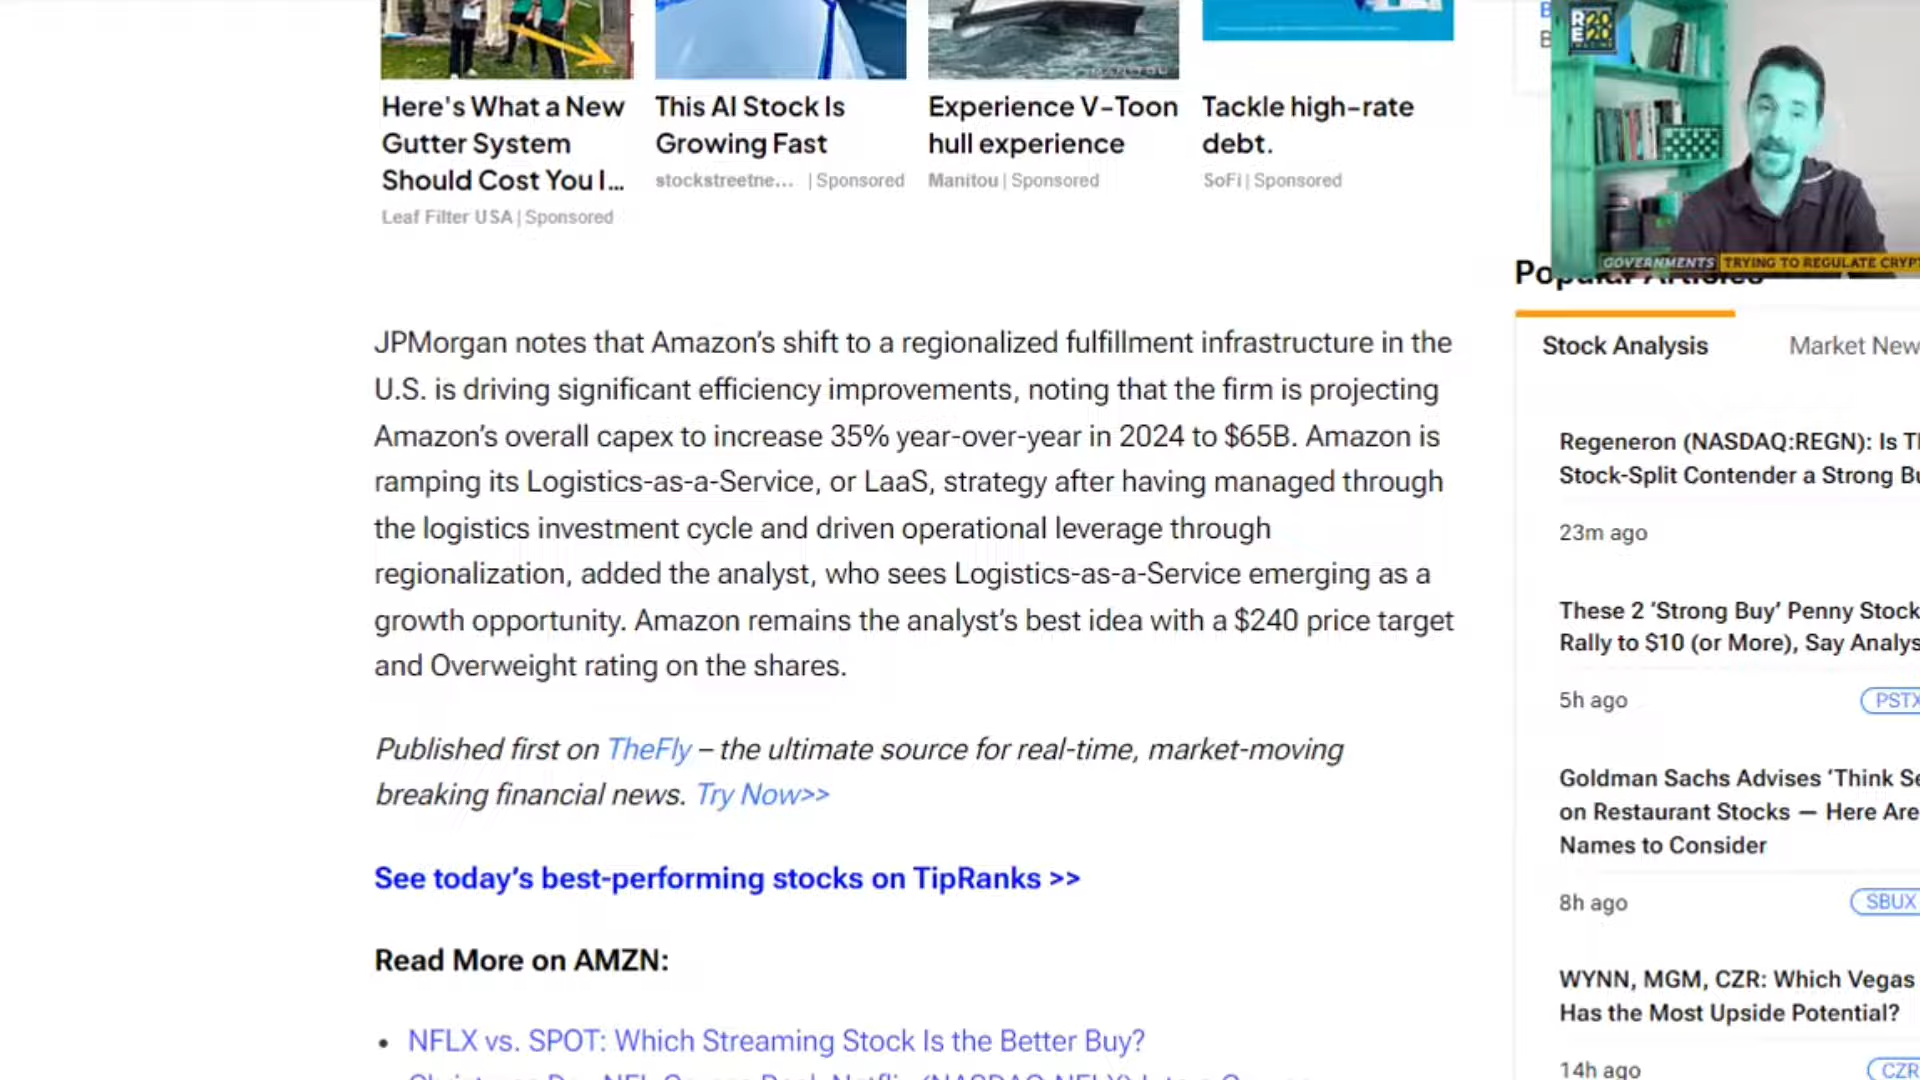 Here's What a New
Gutter System
Should Cost You I...
Leaf Filter USA | Sponsored
This AI Stock Is
Growing Fast
stockstreetne... | Sponsored
Experience V-Toon
hull experience
Manitou | Sponsored
Tackle high-rate
debt.
SoFi | Sponsored
JPMorgan notes that Amazon's shift to a regionalized fulfillment infrastructure in the
U.S. is driving significant efficiency improvements, noting that the firm is projecting
Amazon's overall capex to increase 35% year-over-year in 2024 to $65B. Amazon is
ramping its Logistics-as-a-Service, or LaaS, strategy after having managed through
the logistics investment cycle and driven operational leverage through
regionalization, added the analyst, who sees Logistics-as-a-Service emerging as a
growth opportunity. Amazon remains the analyst's best idea with a $240 price target
and Overweight rating on the shares.
Published first on TheFly – the ultimate source for real-time, market-moving
breaking financial news. Try Now>>
See today's best-performing stocks on TipRanks >>
Read More on AMZN:
• NFLX vs. SPOT: Which Streaming Stock Is the Better Buy?
RE 2020
GOVERNMENTS TRYING TO REGULATE CRYPT
Popular Articles
Stock Analysis
Market New
Regeneron (NASDAQ:REGN): Is T
Stock-Split Contender a Strong Bu
23m ago
These 2 'Strong Buy' Penny Stock
Rally to $10 (or More), Say Analys
5h ago
PSTX
Goldman Sachs Advises 'Think Se
on Restaurant Stocks — Here Are
Names to Consider
8h ago
SBUX
WYNN, MGM, CZR: Which Vegas
Has the Most Upside Potential?
14h ago
CZR